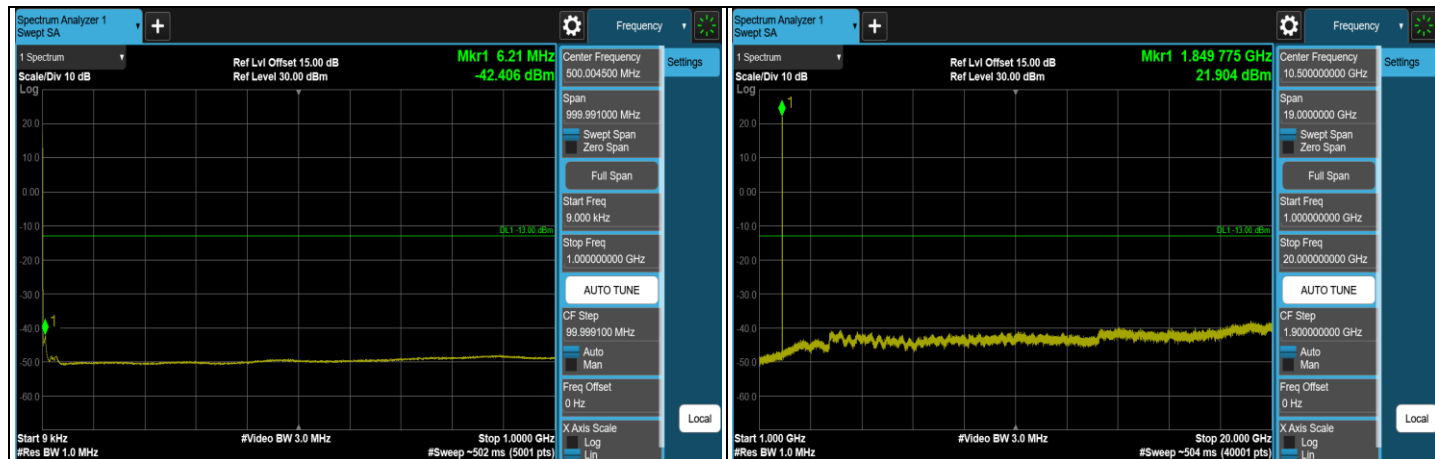 Spectrum Analyzer 1
Swept SA
+
Frequency
1 Spectrum
Scale/Div 10 dB
Log
Ref Lvl Offset 15.00 dB
Ref Level 30.00 dBm
Mkr1 6.21 MHz
-42.406 dBm
1
20.0
10.0
0.00
-10.0
-20.0
-30.0
-40.0
-50.0
-60.0
DL1 -13.00 dBm
Start 9 kHz
#Res BW 1.0 MHz
#Video BW 3.0 MHz
Stop 1.0000 GHz
#Sweep ~502 ms (5001 pts)
Center Frequency
500.004500 MHz
Settings
Span
999.991000 MHz
Swept Span
Zero Span
Full Span
Start Freq
9.000 kHz
Stop Freq
1.000000000 GHz
AUTO TUNE
CF Step
99.999100 MHz
Auto
Man
Freq Offset
0 Hz
X Axis Scale
Log
Lin
Local
Spectrum Analyzer 1
Swept SA
+
Frequency
1 Spectrum
Scale/Div 10 dB
Log
Ref Lvl Offset 15.00 dB
Ref Level 30.00 dBm
Mkr1 1.849 775 GHz
21.904 dBm
1
20.0
10.0
0.00
-10.0
-20.0
-30.0
-40.0
-50.0
-60.0
DL1 -13.00 dBm
Start 1.000 GHz
#Res BW 1.0 MHz
#Video BW 3.0 MHz
Stop 20.000 GHz
#Sweep ~504 ms (40001 pts)
Center Frequency
10.500000000 GHz
Settings
Span
19.0000000 GHz
Swept Span
Zero Span
Full Span
Start Freq
1.000000000 GHz
Stop Freq
20.000000000 GHz
AUTO TUNE
CF Step
1.900000000 GHz
Auto
Man
Freq Offset
0 Hz
X Axis Scale
Log
Lin
Local